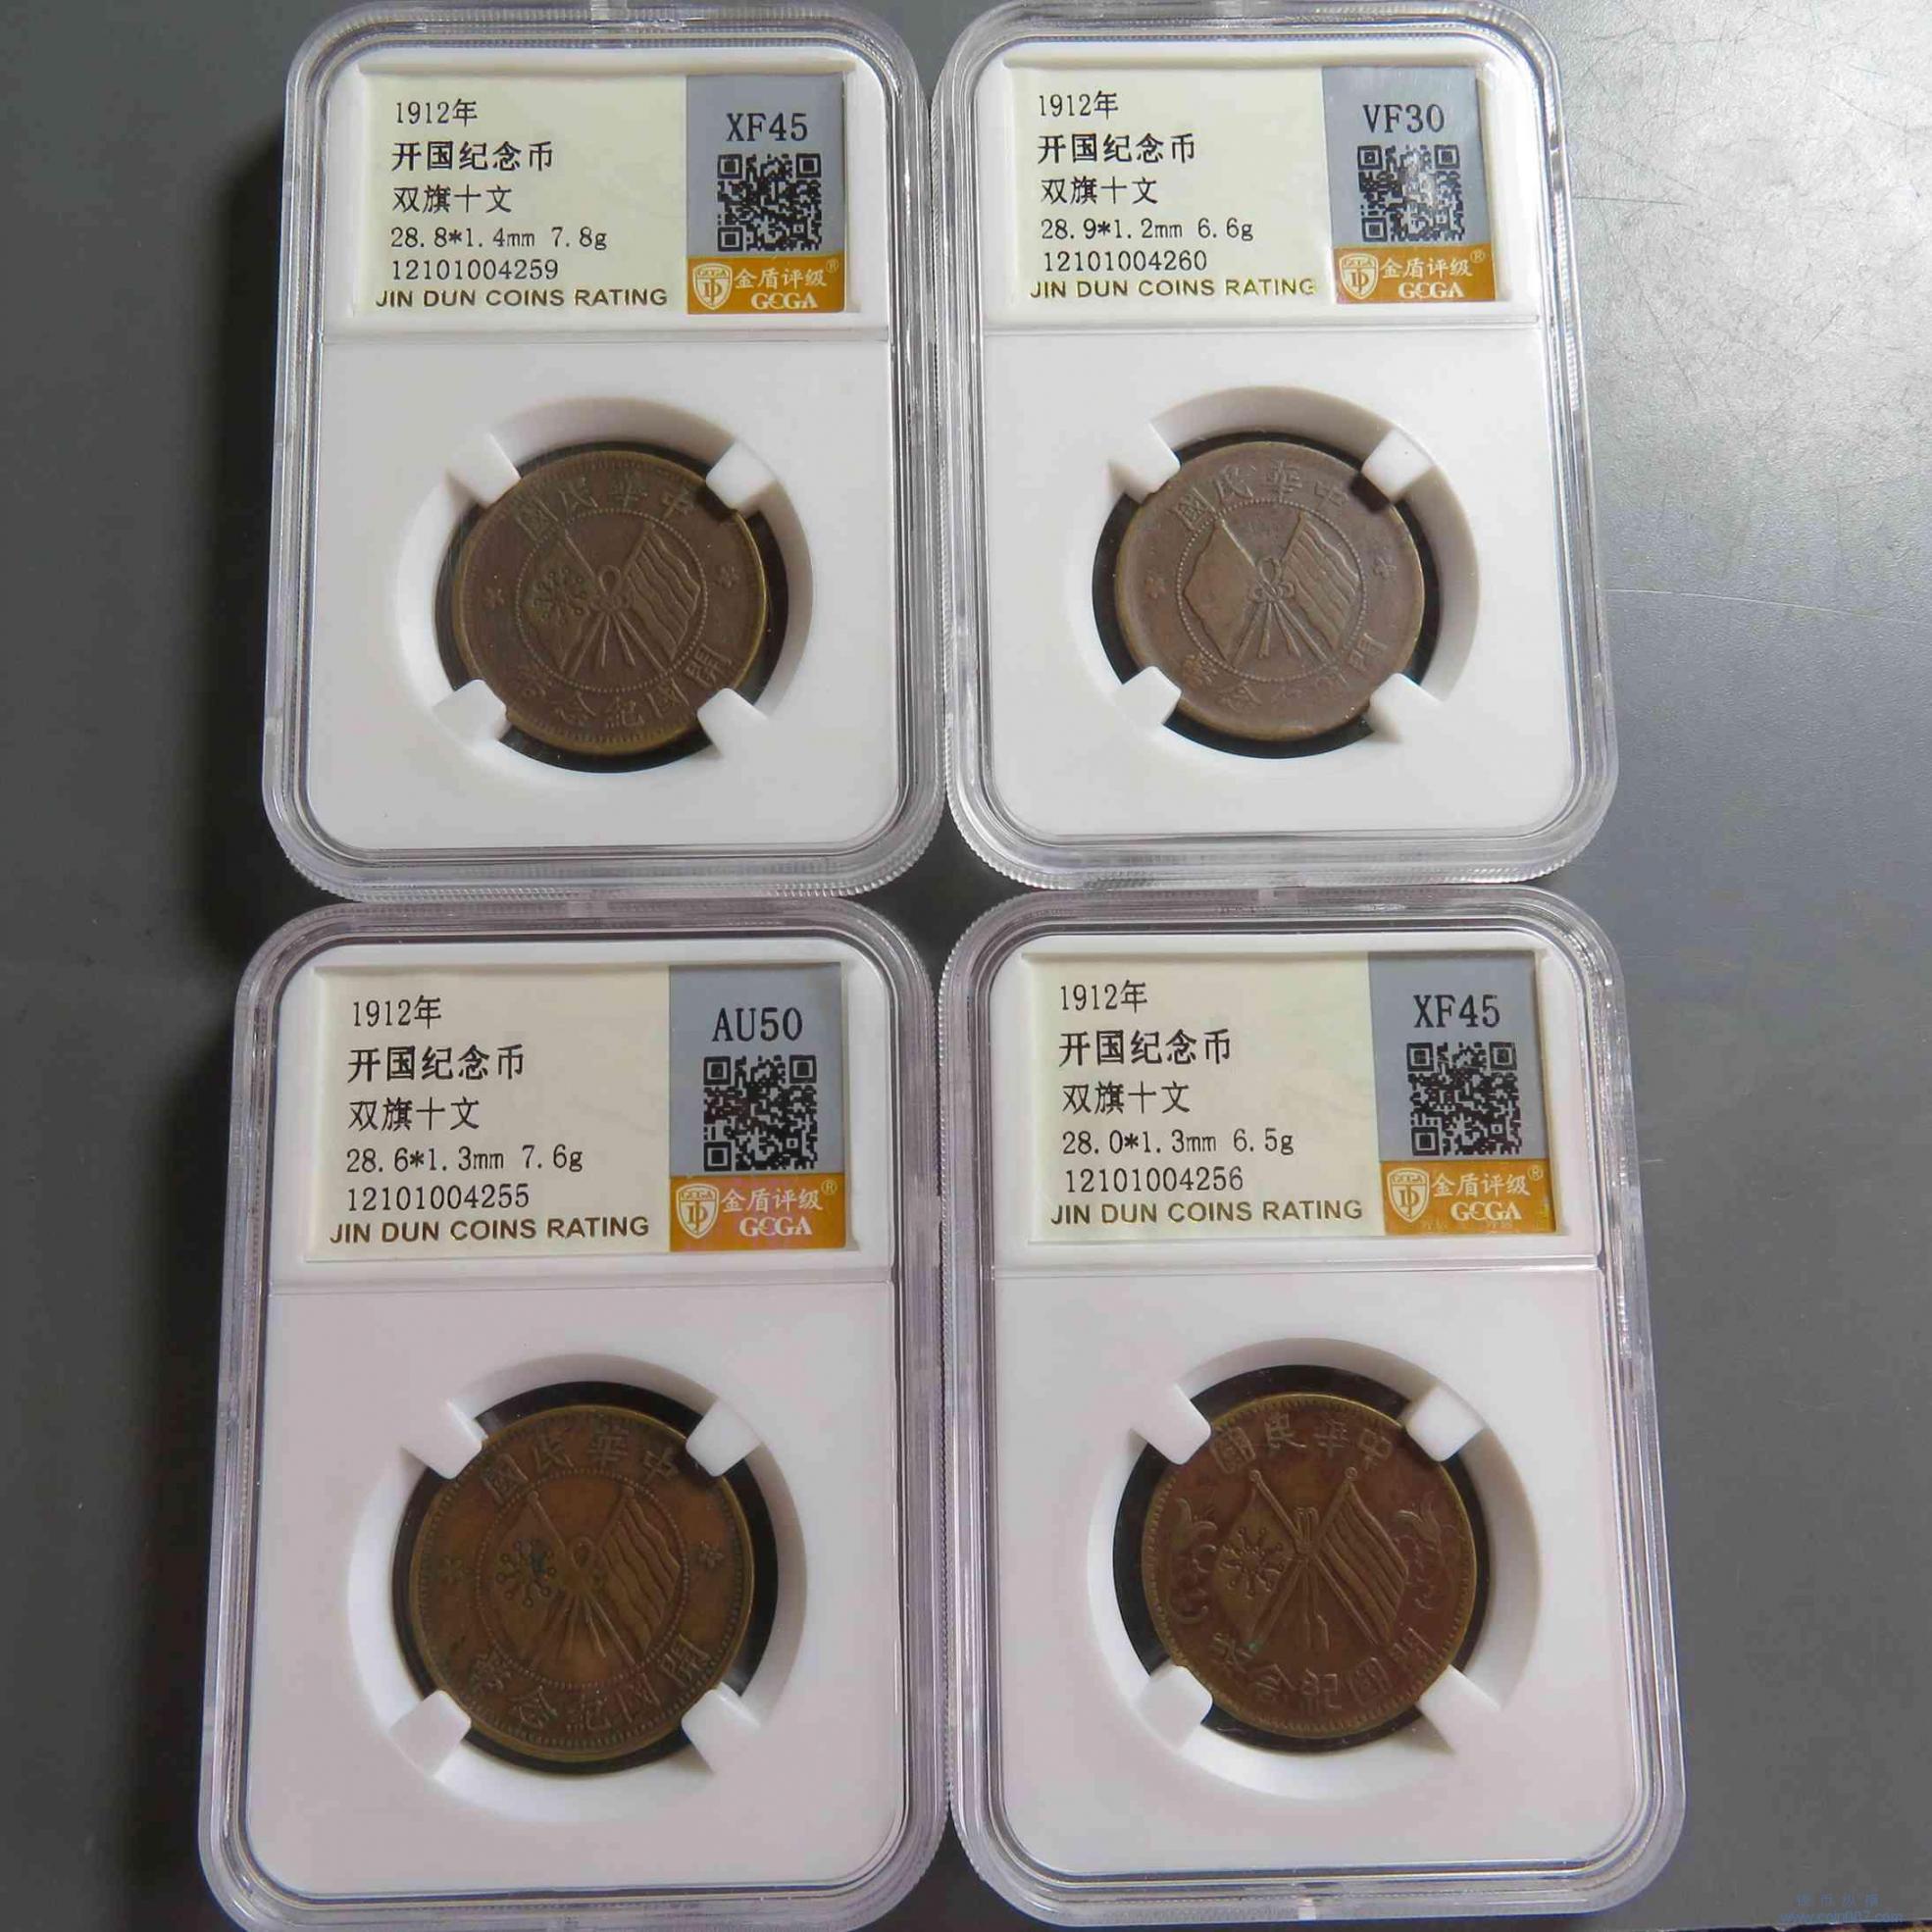 1912年
开国纪念币
双旗十文
28.8*1.4mm 7.8g
12101004259
JIN DUN COINS RATING
XF45
金盾评级®
GCGA
中華民國
開國紀念
1912年
开国纪念币
双旗十文
28.9*1.2mm 6.6g
12101004260
JIN DUN COINS RATING
VF30
金盾评级®
GCGA
中華民國
1912年
开国纪念币
双旗十文
28.6*1.3mm 7.6g
12101004255
JIN DUN COINS RATING
AU50
金盾评级®
GCGA
中華民國
開國紀念幣
1912年
开国纪念币
双旗十文
28.0*1.3mm 6.5g
12101004256
JIN DUN COINS RATING
XF45
金盾评级®
GCGA
中華民國
開國紀念幣